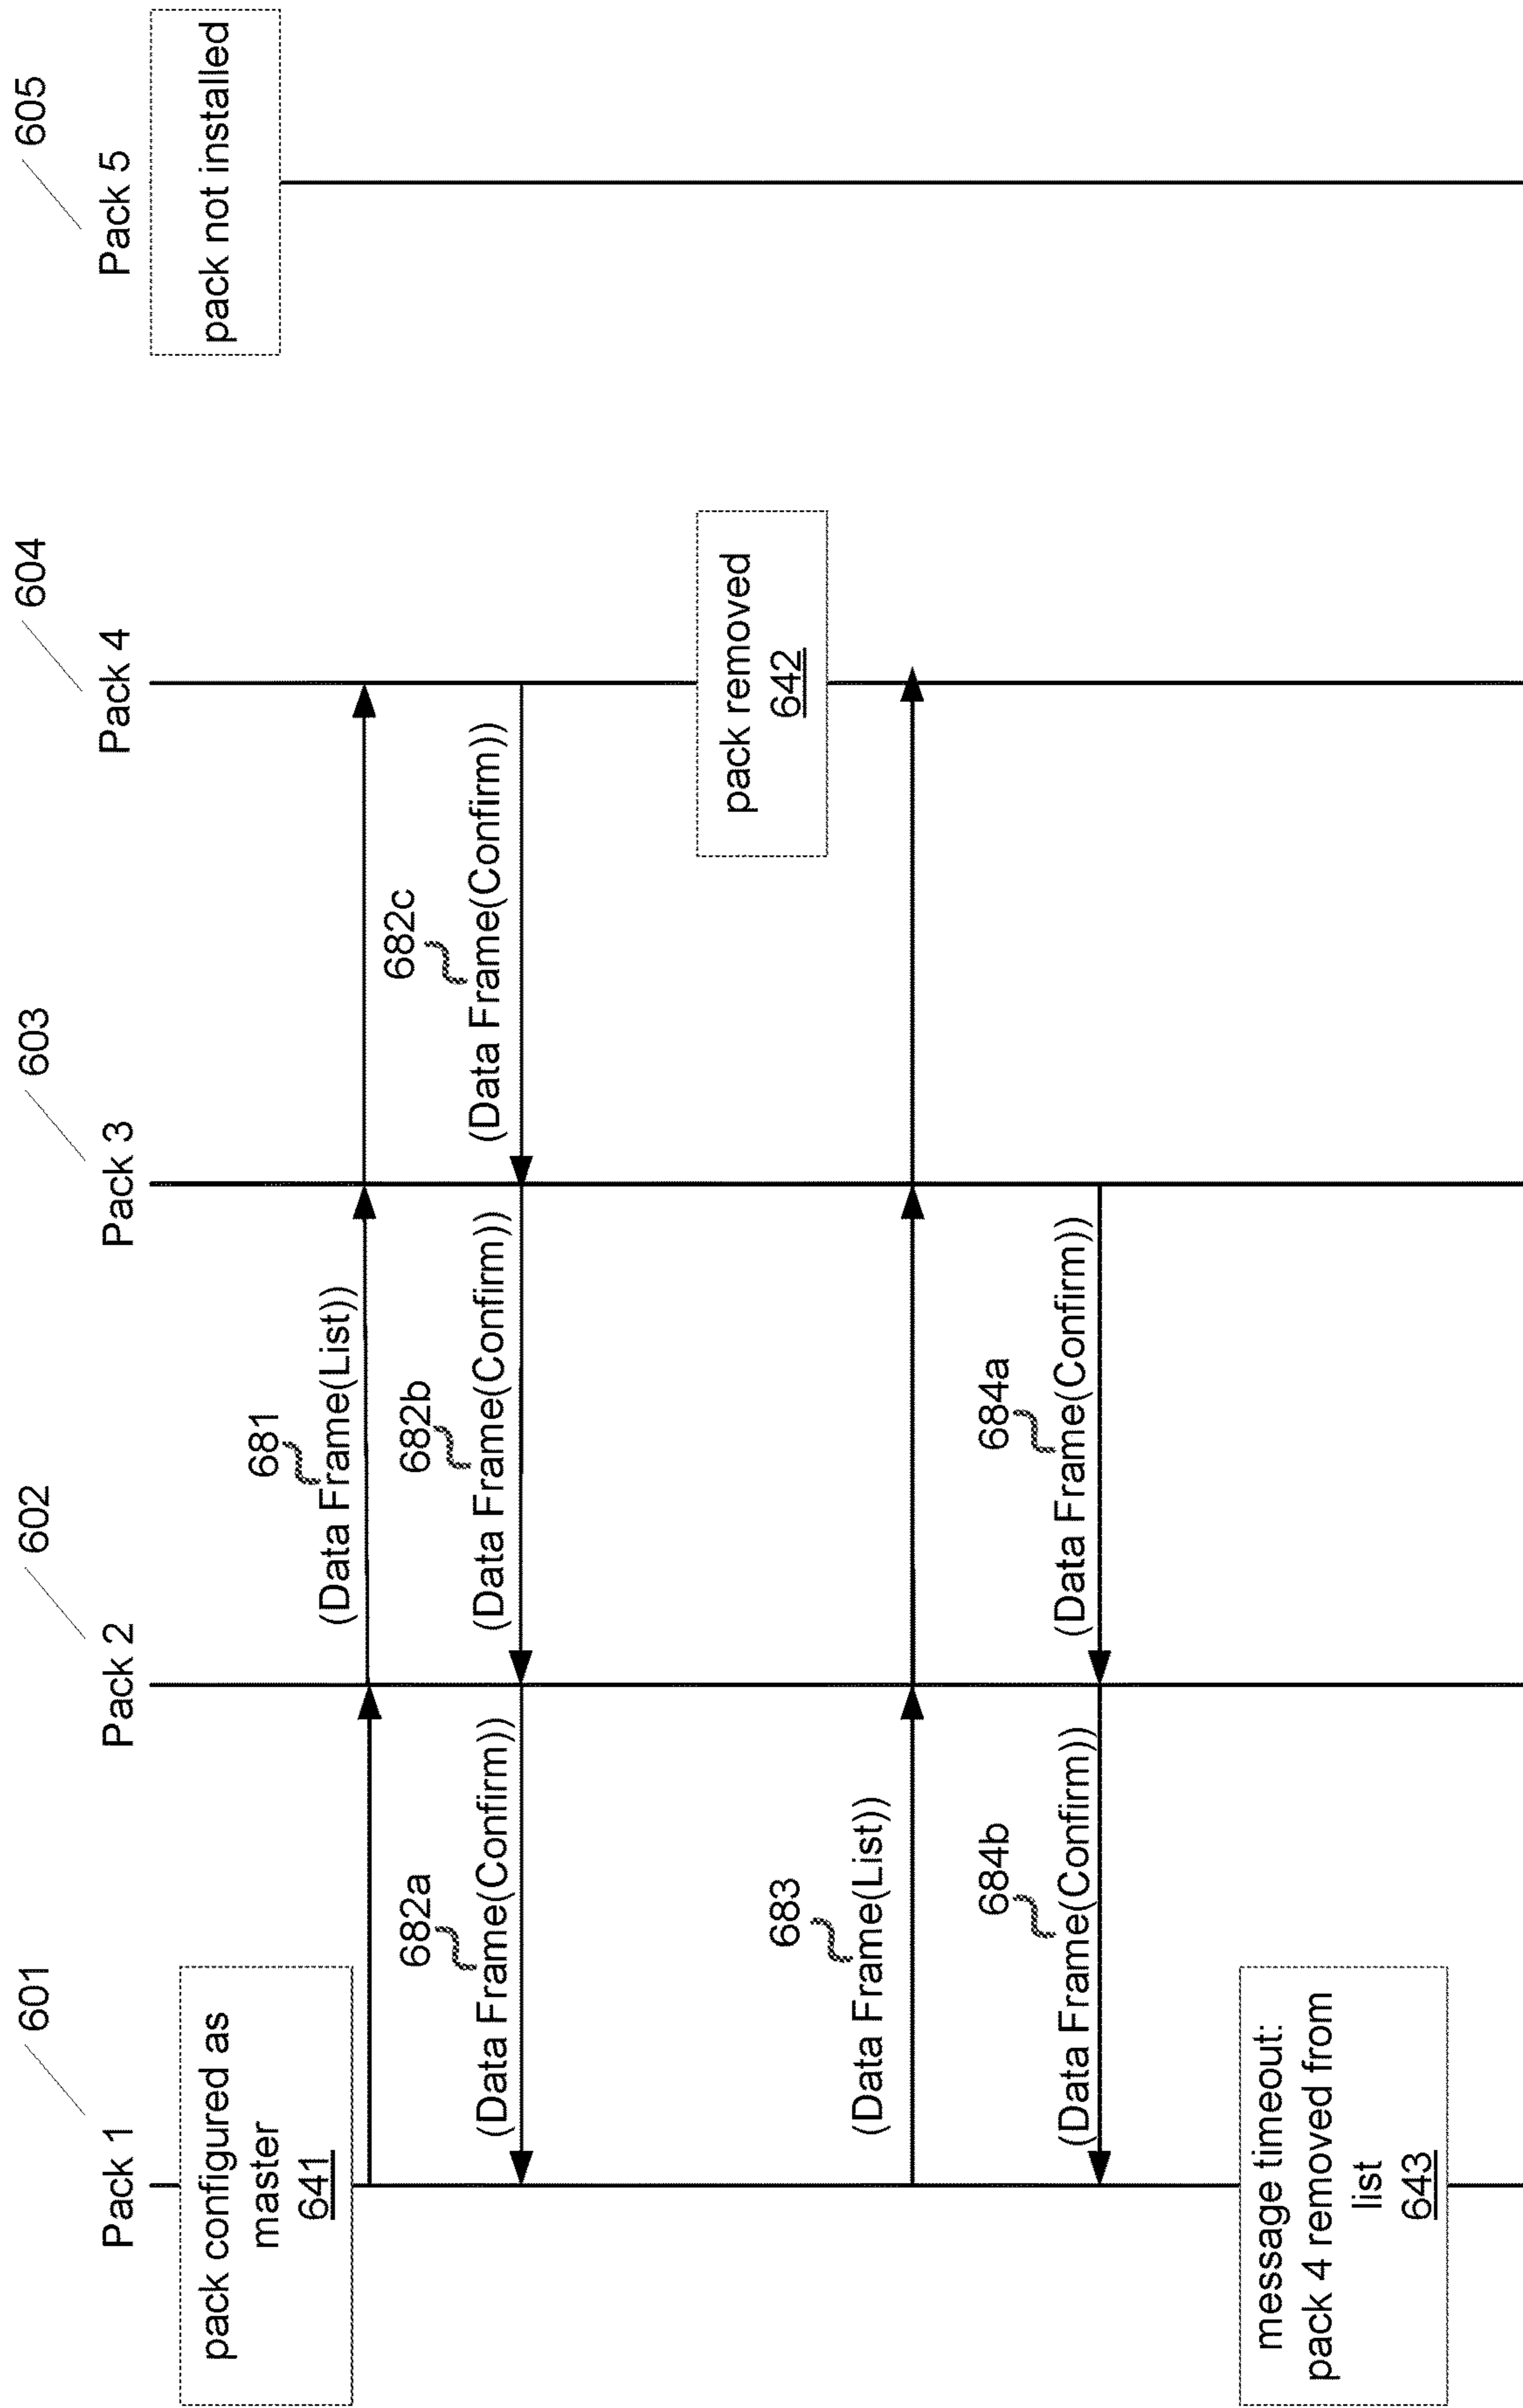 601
602
603
604
605
Pack 1
Pack 2
Pack 3
Pack 4
Pack 5
pack configured as
master
641
pack not installed
681
(Data Frame(List))
682a
(Data Frame(Confirm))
682b
(Data Frame(Confirm))
682c
(Data Frame(Confirm))
pack removed
642
683
(Data Frame(List))
684b
(Data Frame(Confirm))
684a
(Data Frame(Confirm))
message timeout:
pack 4 removed from
list
643